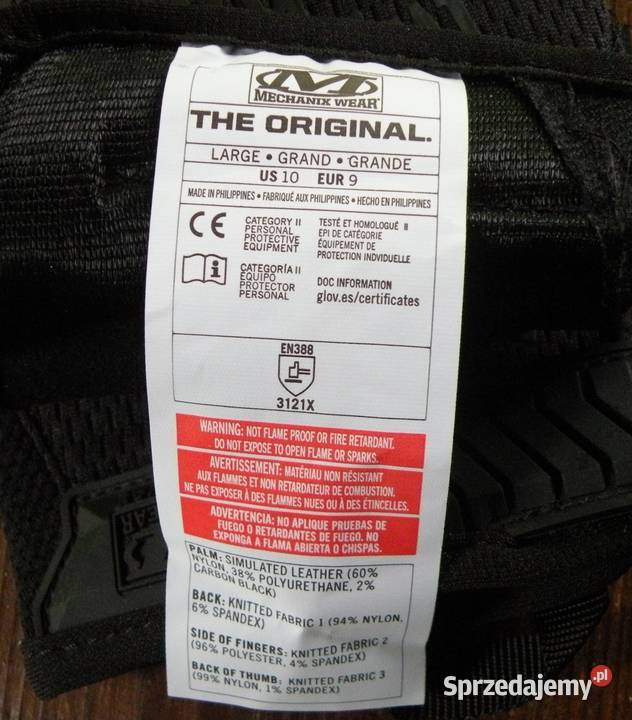 MECHANIX WEAR®
THE ORIGINAL.
LARGE • GRAND • GRANDE
US 10 EUR 9
MADE IN PHILIPPINES • FABRIQUÉ AUX PHILIPPINES • HECHO EN PHILIPPINES
CE
CATEGORY II
PERSONAL
PROTECTIVE
EQUIPMENT
TESTÉ ET HOMOLOGUÉ II
EPI DE CATÉGORIE
ÉQUIPEMENT DE
PROTECTION INDVIDUELLE
i
CATEGORÍA II
EQUIPO
PROTECTOR
PERSONAL
DOC INFORMATION
glov.es/certificates
EN388
3121X
WARNING: NOT FLAME PROOF OR FIRE RETARDANT.
DO NOT EXPOSE TO OPEN FLAME OR SPARKS.
AVERTISSEMENT: MATÉRIAU NON RÉSISTANT
AUX FLAMMES ET NON RETARDATEUR DE COMBUSTION.
NE PAS EXPOSER À DES FLAMMES NUES OU À DES ÉTINCELLES.
ADVERTENCIA: NO APLIQUE PRUEBAS DE
FUEGO O RETARDANTES DE FUEGO. NO
EXPONGA A FLAMA ABIERTA O CHISPAS.
PALM: SIMULATED LEATHER (60%
NYLON, 38% POLYURETHANE, 2%
CARBON BLACK)
BACK: KNITTED FABRIC 1 (94% NYLON,
6% SPANDEX)
SIDE OF FINGERS: KNITTED FABRIC 2
(96% POLYESTER, 4% SPANDEX)
BACK OF THUMB: KNITTED FABRIC 3
(99% NYLON, 1% SPANDEX)
Sprzedajemy.pl